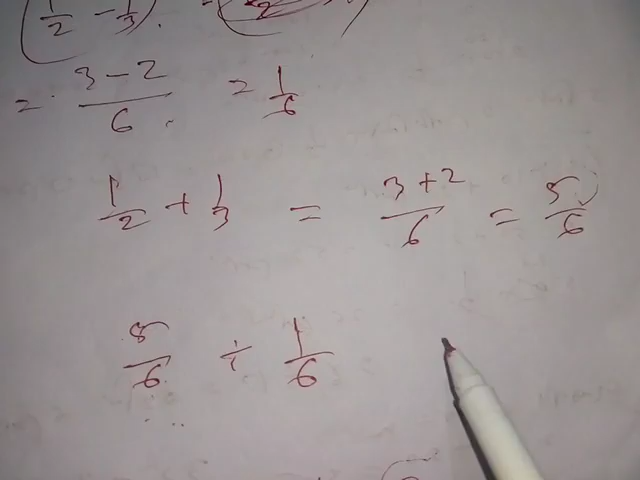 (1/2 - 1/3).
= 3 - 2/6 = 1/6
1/2 + 1/3 = 3 + 2/6 = 5/6
5/6 ÷ 1/6